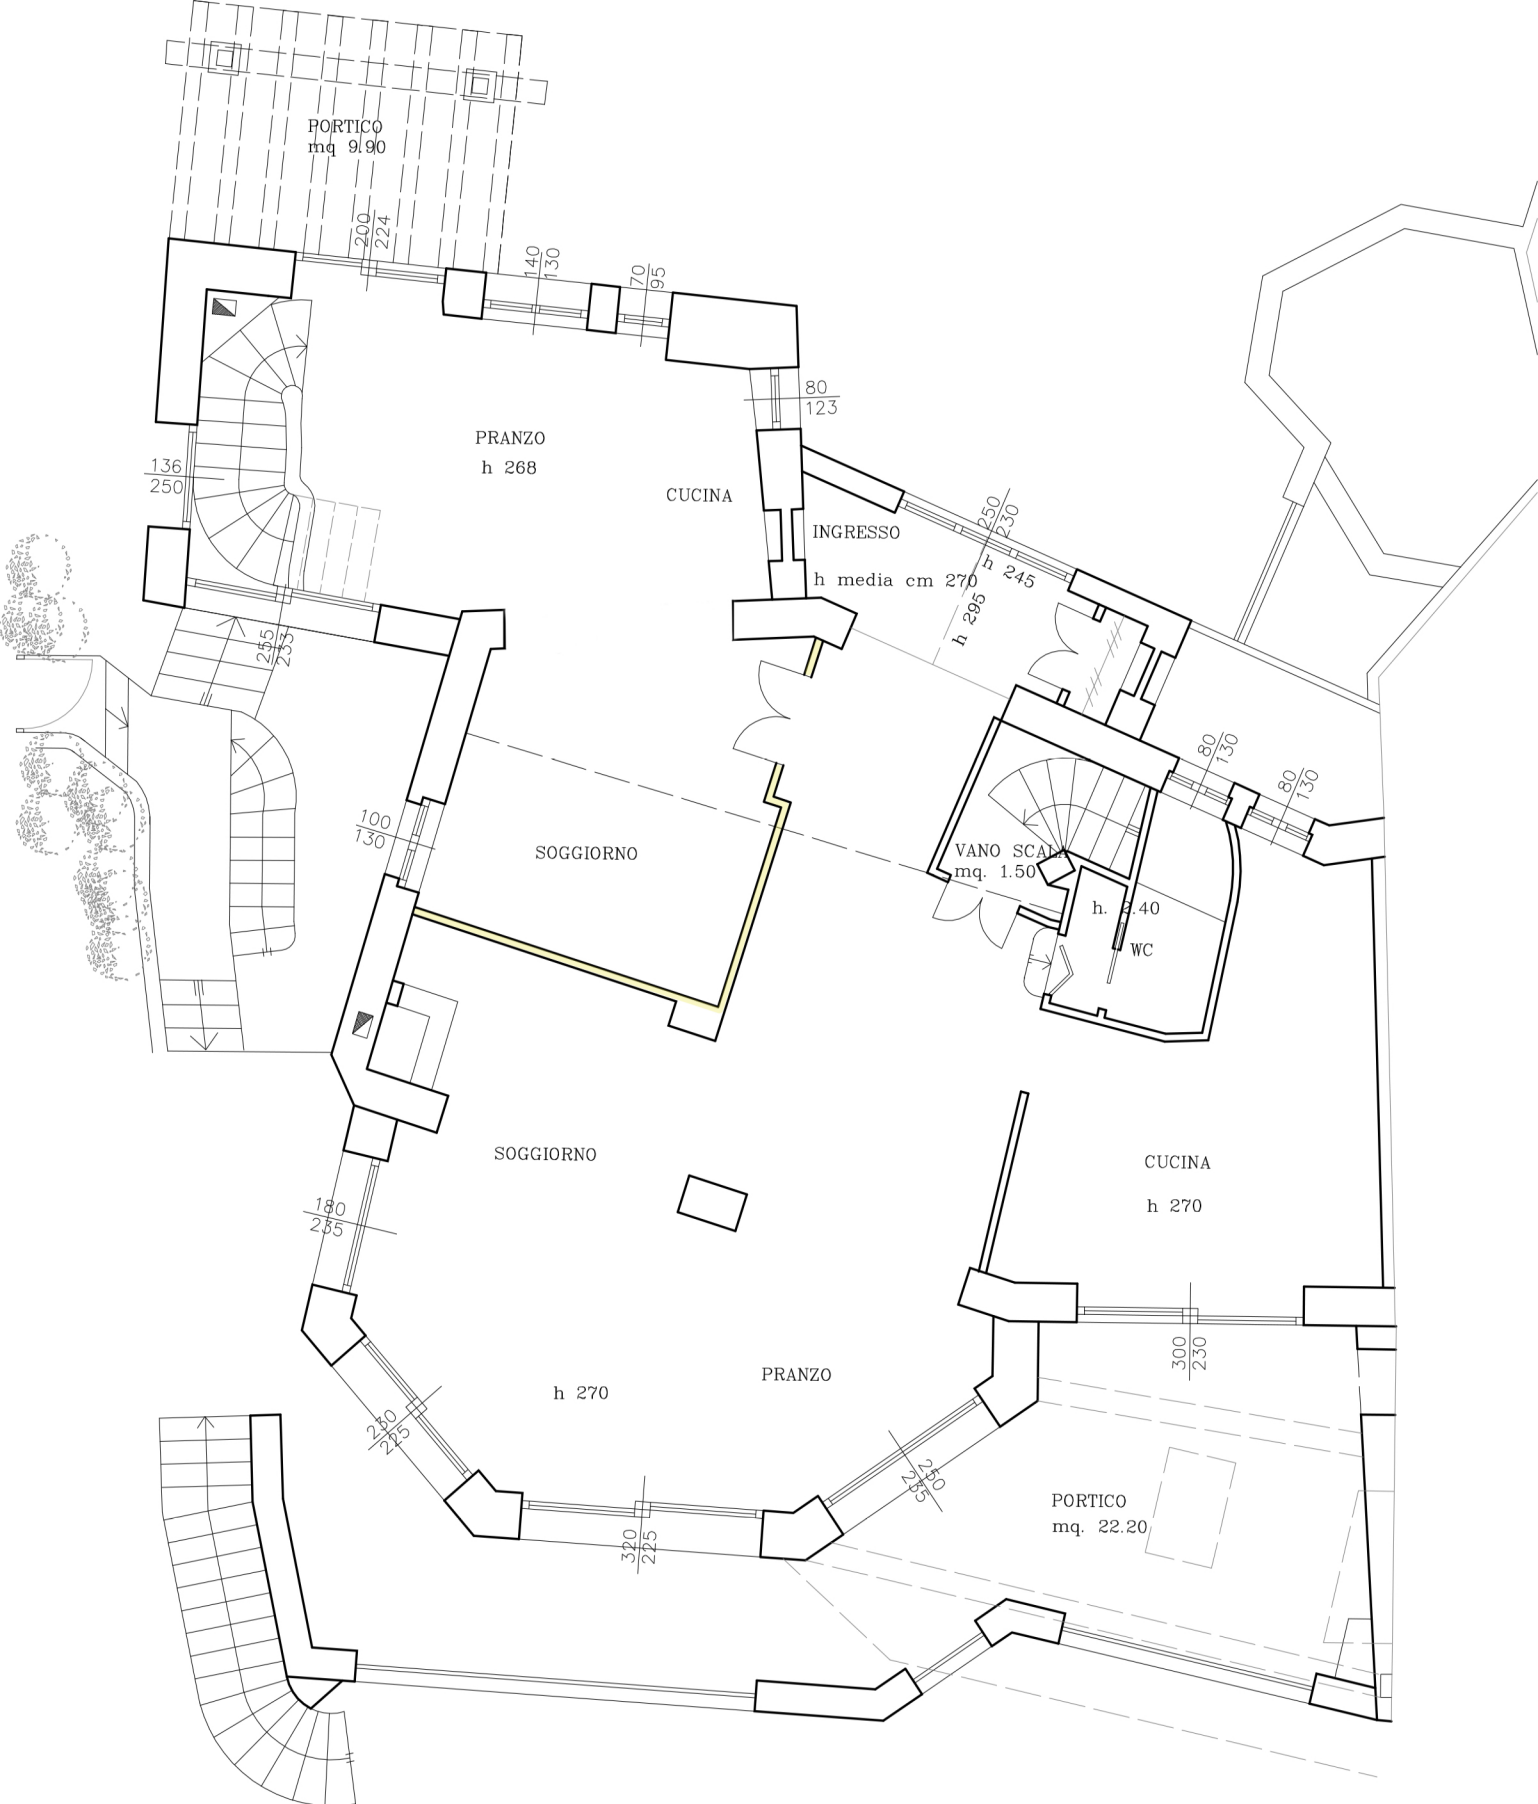 PORTICO
mq 9.90
200
224
140
130
70
95
80
123
PRANZO
h 268
136
250
CUCINA
250
230
INGRESSO
h 245
h media cm 270
h 295
255
233
80
130
80
130
100
130
SOGGIORNO
VANO SCALA
mq. 1.50
h. 2.40
WC
SOGGIORNO
CUCINA
h 270
180
235
300
230
PRANZO
h 270
230
225
250
235
PORTICO
mq. 22.20
320
225